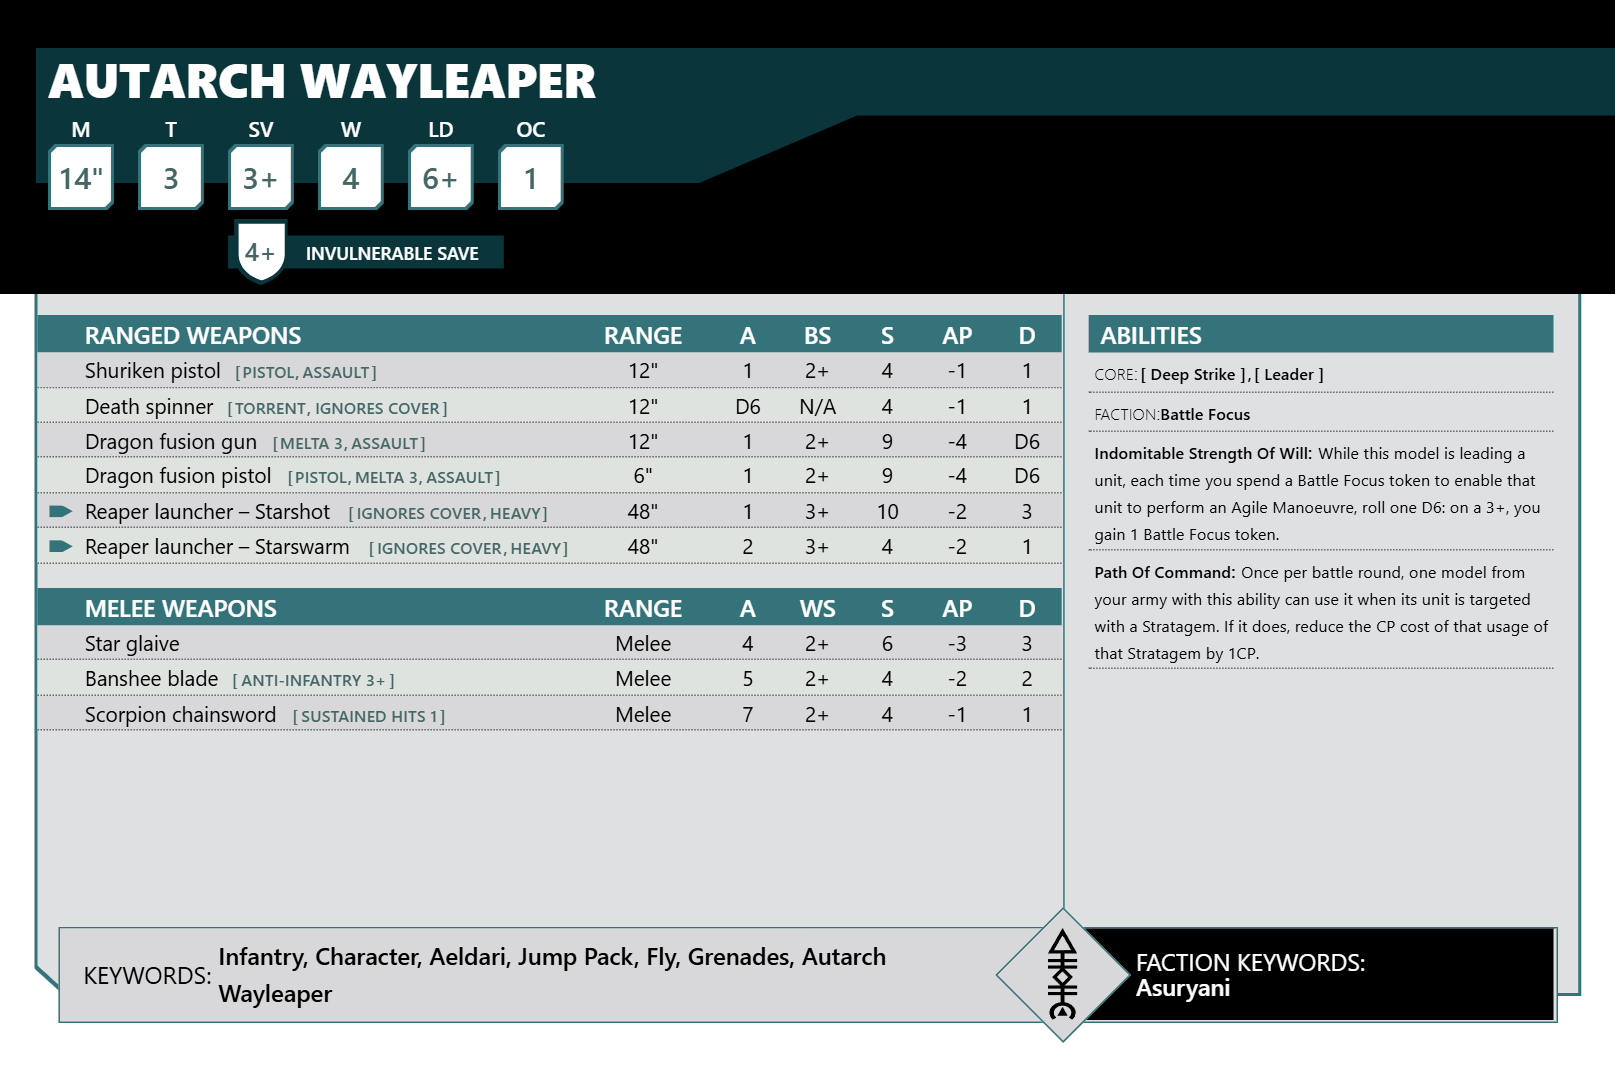 AUTARCH WAYLEAPER
M T SV W LD OC
14" 3 3+ 4 6+ 1
4+ INVULNERABLE SAVE
RANGED WEAPONS RANGE A BS S AP D
Shuriken pistol [PISTOL, ASSAULT] 12" 1 2+ 4 -1 1
Death spinner [TORRENT, IGNORES COVER] 12" D6 N/A 4 -1 1
Dragon fusion gun [MELTA 3, ASSAULT] 12" 1 2+ 9 -4 D6
Dragon fusion pistol [PISTOL, MELTA 3, ASSAULT] 6" 1 2+ 9 -4 D6
Reaper launcher – Starshot [IGNORES COVER, HEAVY] 48" 1 3+ 10 -2 3
Reaper launcher – Starswarm [IGNORES COVER, HEAVY] 48" 2 3+ 4 -2 1
MELEE WEAPONS RANGE A WS S AP D
Star glaive Melee 4 2+ 6 -3 3
Banshee blade [ANTI-INFANTRY 3+] Melee 5 2+ 4 -2 2
Scorpion chainsword [SUSTAINED HITS 1] Melee 7 2+ 4 -1 1
ABILITIES
CORE: [ Deep Strike ], [ Leader ]
FACTION:Battle Focus
Indomitable Strength Of Will: While this model is leading a
unit, each time you spend a Battle Focus token to enable that
unit to perform an Agile Manoeuvre, roll one D6: on a 3+, you
gain 1 Battle Focus token.
Path Of Command: Once per battle round, one model from
your army with this ability can use it when its unit is targeted
with a Stratagem. If it does, reduce the CP cost of that usage of
that Stratagem by 1CP.
KEYWORDS: Infantry, Character, Aeldari, Jump Pack, Fly, Grenades, Autarch
Wayleaper
FACTION KEYWORDS:
Asuryani